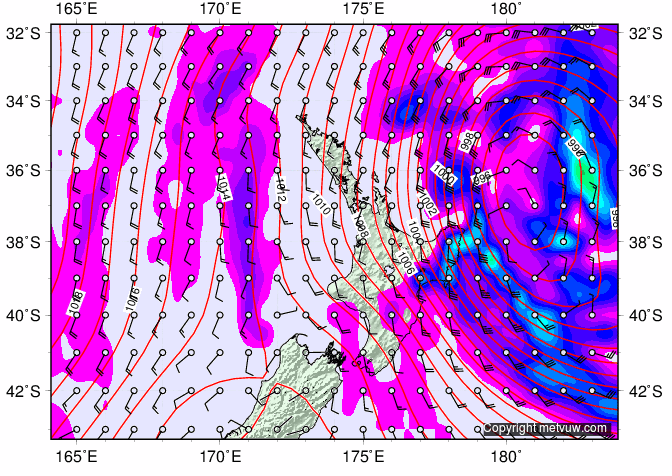 165°E 170°E 175°E 180°
32°S 32°S
34°S 34°S
998
996
36°S 36°S
1000 998
1014 1012
1010 1002
996
1008 1004
38°S 38°S
1006
1018 1016
40°S 40°S
42°S 42°S
Copyright metvuw.com
165°E 170°E 175°E 180°